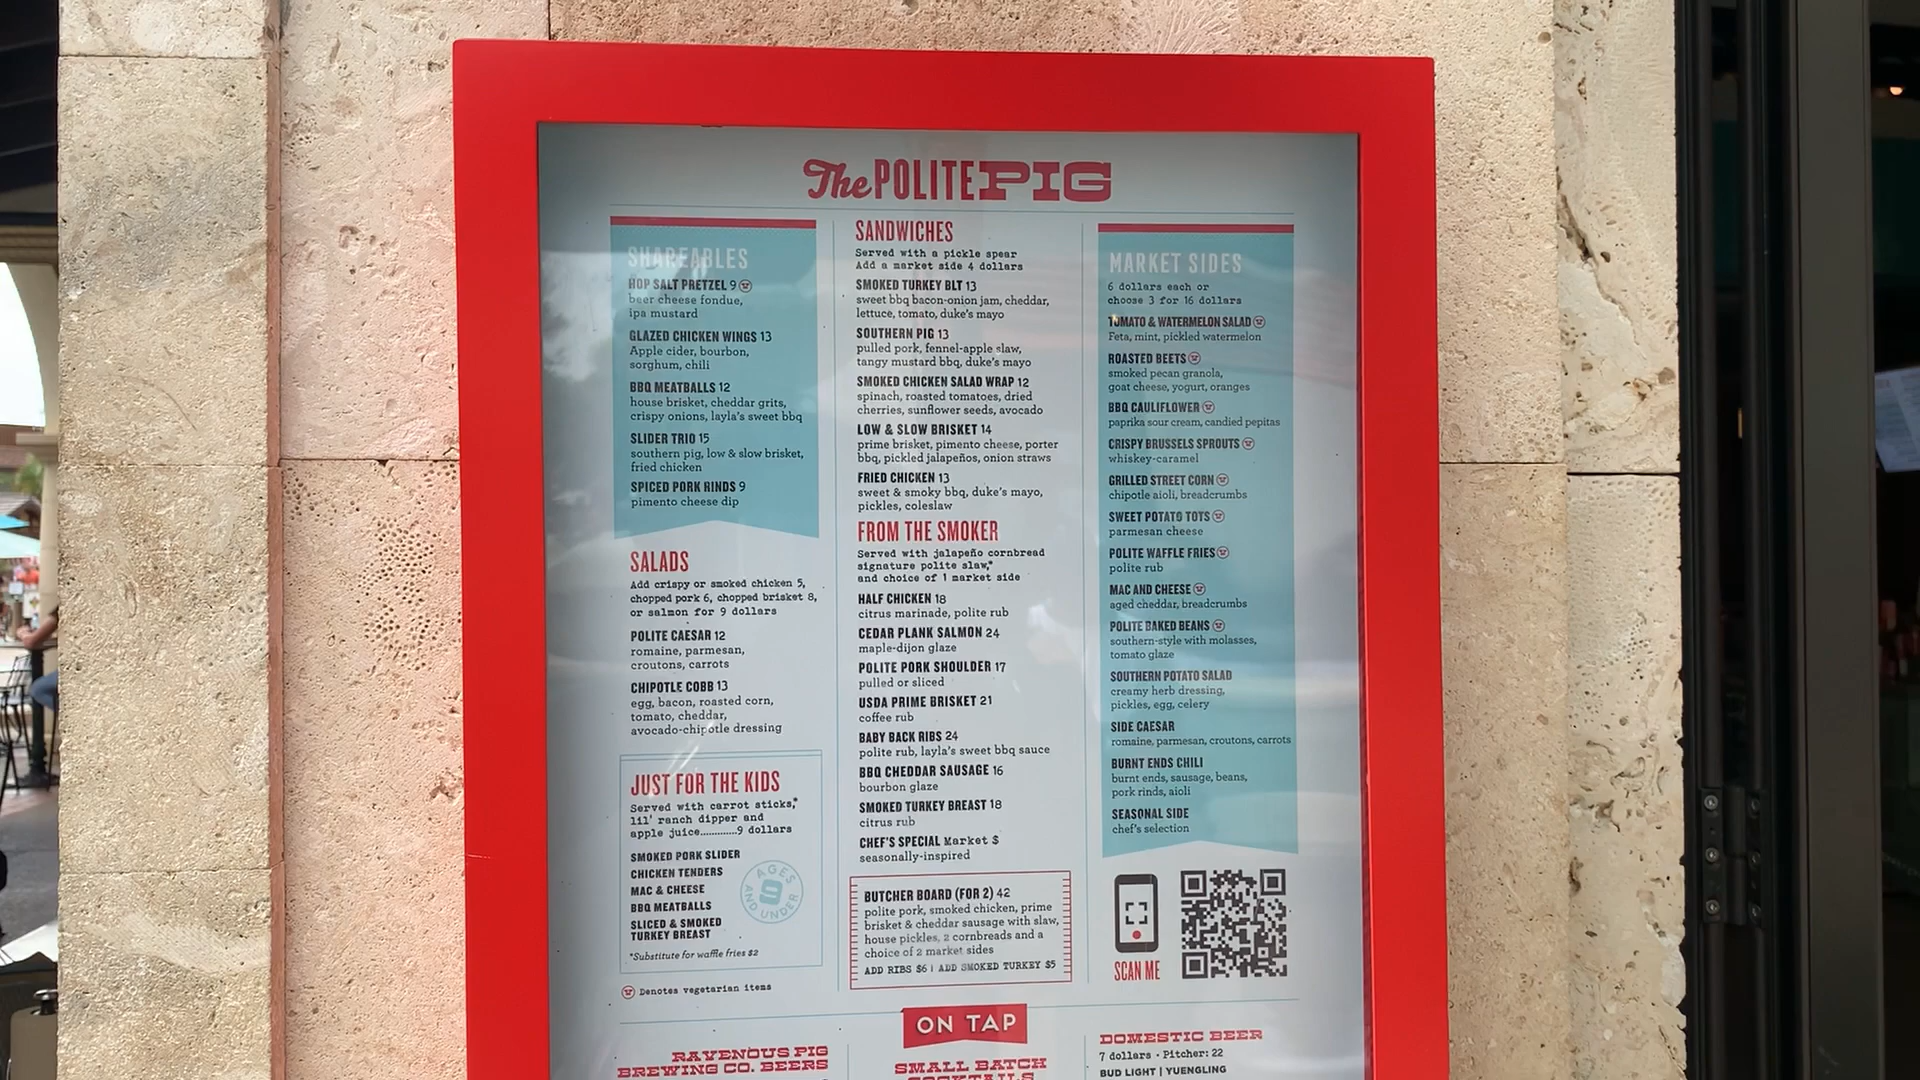 The POLITE PIG
SHAREABLES
HOP SALT PRETZEL 9
beer cheese fondue,
ipa mustard
GLAZED CHICKEN WINGS 13
Apple cider, bourbon,
sorghum, chili
BBQ MEATBALLS 12
house brisket, cheddar grits,
crispy onions, layla's sweet bbq
SLIDER TRIO 15
southern pig, low & slow brisket,
fried chicken
SPICED PORK RINDS 9
pimento cheese dip
SALADS
Add crispy or smoked chicken 5,
chopped pork 6, chopped brisket 8,
or salmon for 9 dollars
POLITE CAESAR 12
romaine, parmesan,
croutons, carrots
CHIPOTLE COBB 13
egg, bacon, roasted corn,
tomato, cheddar,
avocado-chipotle dressing
JUST FOR THE KIDS
Served with carrot sticks,*
lil' ranch dipper and
apple juice............9 dollars
SMOKED PORK SLIDER
CHICKEN TENDERS
MAC & CHEESE
BBQ MEATBALLS
SLICED & SMOKED
TURKEY BREAST
AGES 9 AND UNDER
*Substitute for waffle fries $2
Denotes vegetarian items
SANDWICHES
Served with a pickle spear
Add a market side 4 dollars
SMOKED TURKEY BLT 13
sweet bbq bacon-onion jam, cheddar,
lettuce, tomato, duke's mayo
SOUTHERN PIG 13
pulled pork, fennel-apple slaw,
tangy mustard bbq, duke's mayo
SMOKED CHICKEN SALAD WRAP 12
spinach, roasted tomatoes, dried
cherries, sunflower seeds, avocado
LOW & SLOW BRISKET 14
prime brisket, pimento cheese, porter
bbq, pickled jalapeños, onion straws
FRIED CHICKEN 13
sweet & smoky bbq, duke's mayo,
pickles, coleslaw
FROM THE SMOKER
Served with jalapeño cornbread
signature polite slaw,*
and choice of 1 market side
HALF CHICKEN 18
citrus marinade, polite rub
CEDAR PLANK SALMON 24
maple-dijon glaze
POLITE PORK SHOULDER 17
pulled or sliced
USDA PRIME BRISKET 21
coffee rub
BABY BACK RIBS 24
polite rub, layla's sweet bbq sauce
BBQ CHEDDAR SAUSAGE 16
bourbon glaze
SMOKED TURKEY BREAST 18
citrus rub
CHEF'S SPECIAL Market $
seasonally-inspired
BUTCHER BOARD (FOR 2) 42
polite pork, smoked chicken, prime
brisket & cheddar sausage with slaw,
house pickles, 2 cornbreads and a
choice of 2 market sides
ADD RIBS $6 | ADD SMOKED TURKEY $5
MARKET SIDES
6 dollars each or
choose 3 for 16 dollars
TOMATO & WATERMELON SALAD
Feta, mint, pickled watermelon
ROASTED BEETS
smoked pecan granola,
goat cheese, yogurt, oranges
BBQ CAULIFLOWER
paprika sour cream, candied pepitas
CRISPY BRUSSELS SPROUTS
whiskey-caramel
GRILLED STREET CORN
chipotle aioli, breadcrumbs
SWEET POTATO TOTS
parmesan cheese
POLITE WAFFLE FRIES
polite rub
MAC AND CHEESE
aged cheddar, breadcrumbs
POLITE BAKED BEANS
southern-style with molasses,
tomato glaze
SOUTHERN POTATO SALAD
creamy herb dressing,
pickles, egg, celery
SIDE CAESAR
romaine, parmesan, croutons, carrots
BURNT ENDS CHILI
burnt ends, sausage, beans,
pork rinds, aioli
SEASONAL SIDE
chef's selection
SCAN ME
ON TAP
RAVENOUS PIG
BREWING CO. BEERS
SMALL BATCH
COCKTAILS
DOMESTIC BEER
7 dollars · Pitcher: 22
BUD LIGHT | YUENGLING